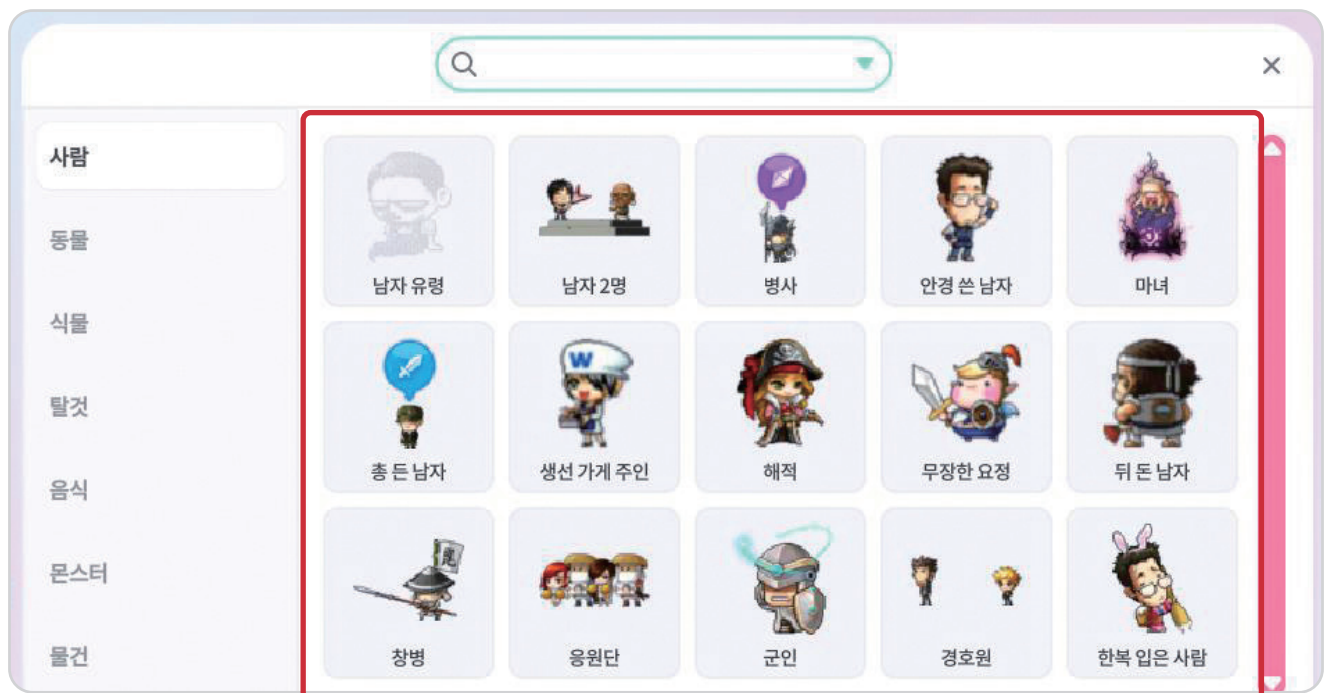 사람
동물
식물
탈것
음식
몬스터
물건
남자 유령
남자 2명
병사
안경 쓴 남자
마녀
총 든 남자
W
생선 가게 주인
해적
무장한 요정
뒤 돈 남자
창병
응원단
군인
경호원
한복 입은 사람